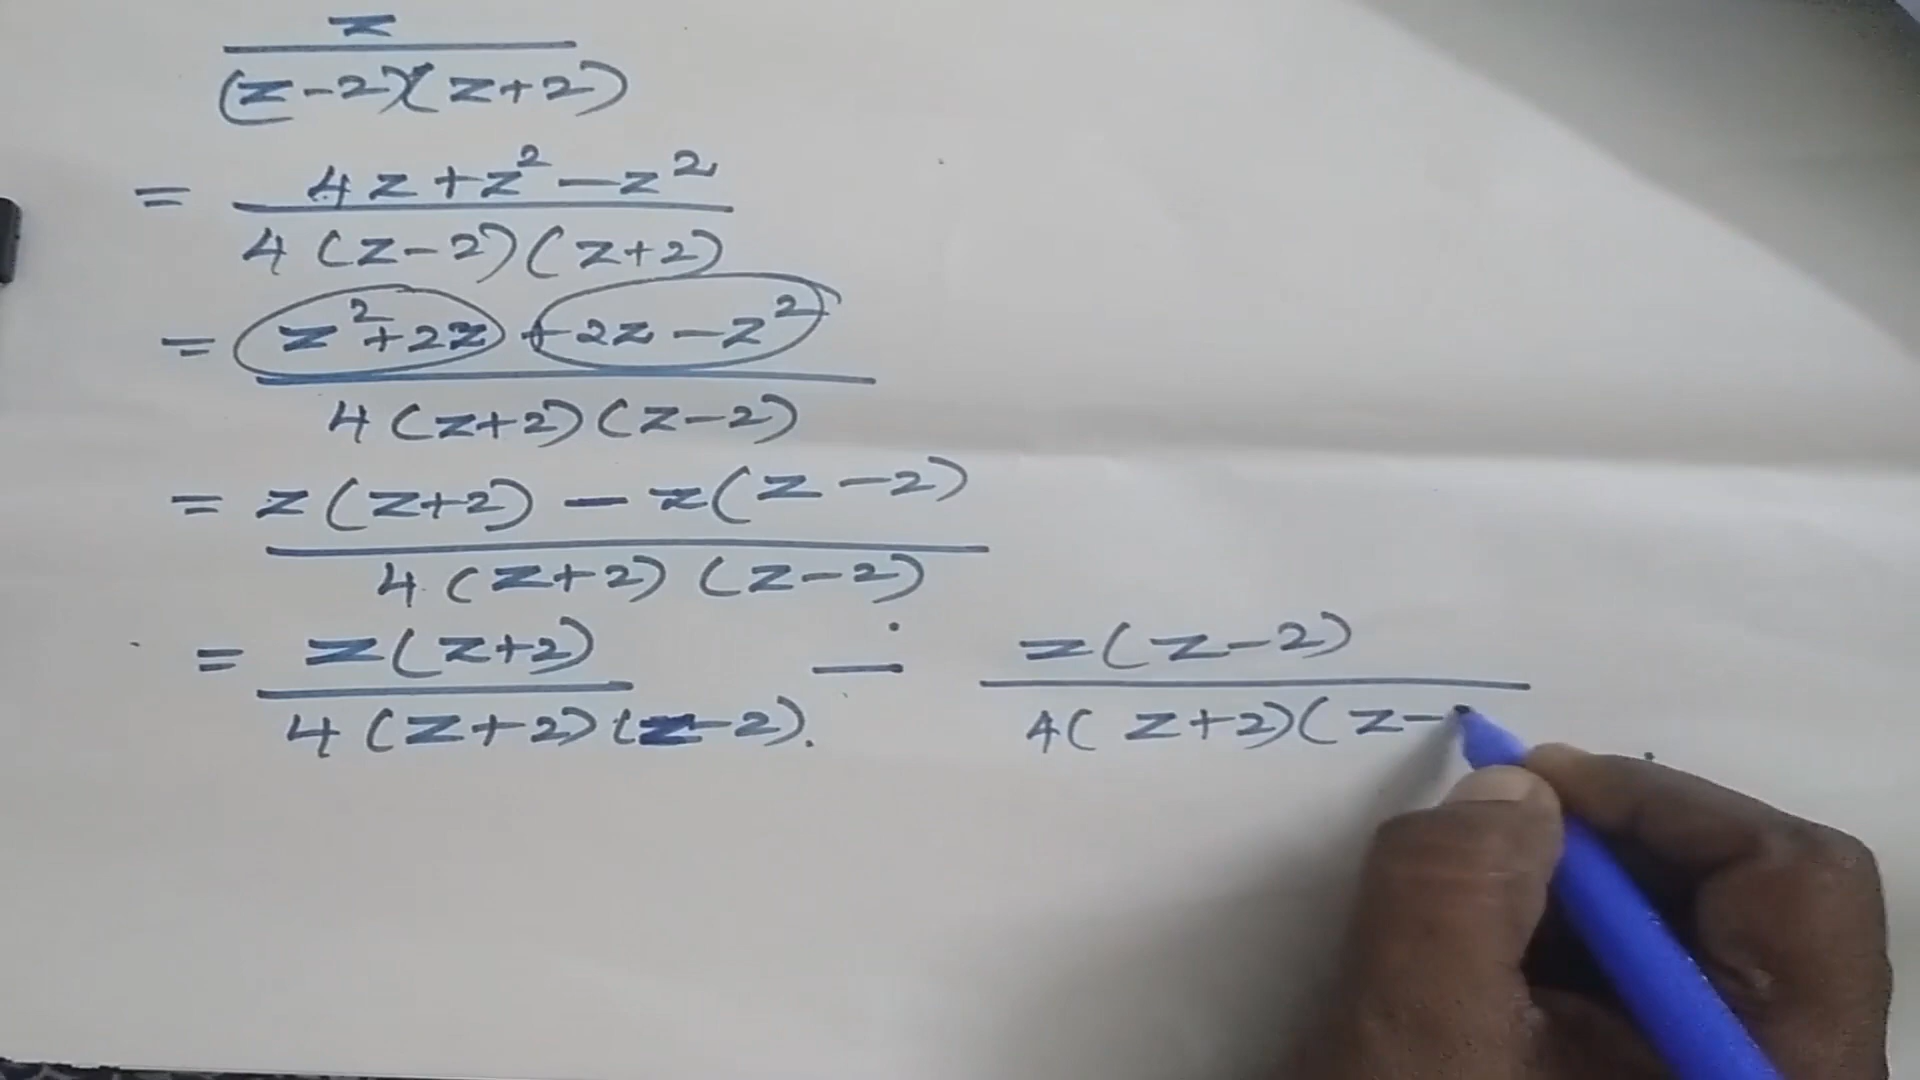 z
(z-2)(z+2)
= 4z+z²-z²
4(z-2)(z+2)
= z²+2z+2z-z²
4(z+2)(z-2)
= z(z+2) - z(z-2)
4(z+2)(z-2)
= z(z+2) - z(z-2)
4(z+2)(z-2). 4(z+2)(z-